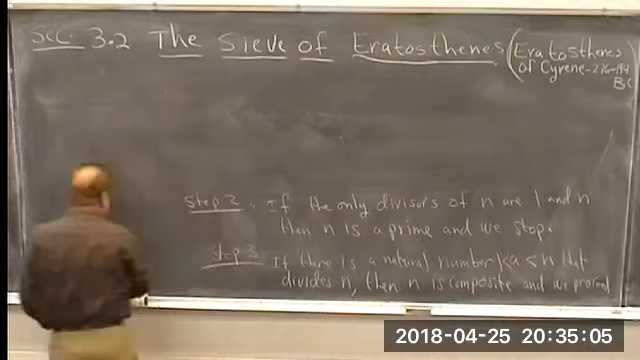 Sec. 3.2 The Sieve of Eratosthenes (Eratosthenes
of Cyrene-276-194
BC
Step 2. If the only divisors of n are 1 and n
then n is a prime and we stop.
Step 3 If there is a natural number 1<a<n that
divides n, then n is composite and we proceed
2018-04-25 20:35:05